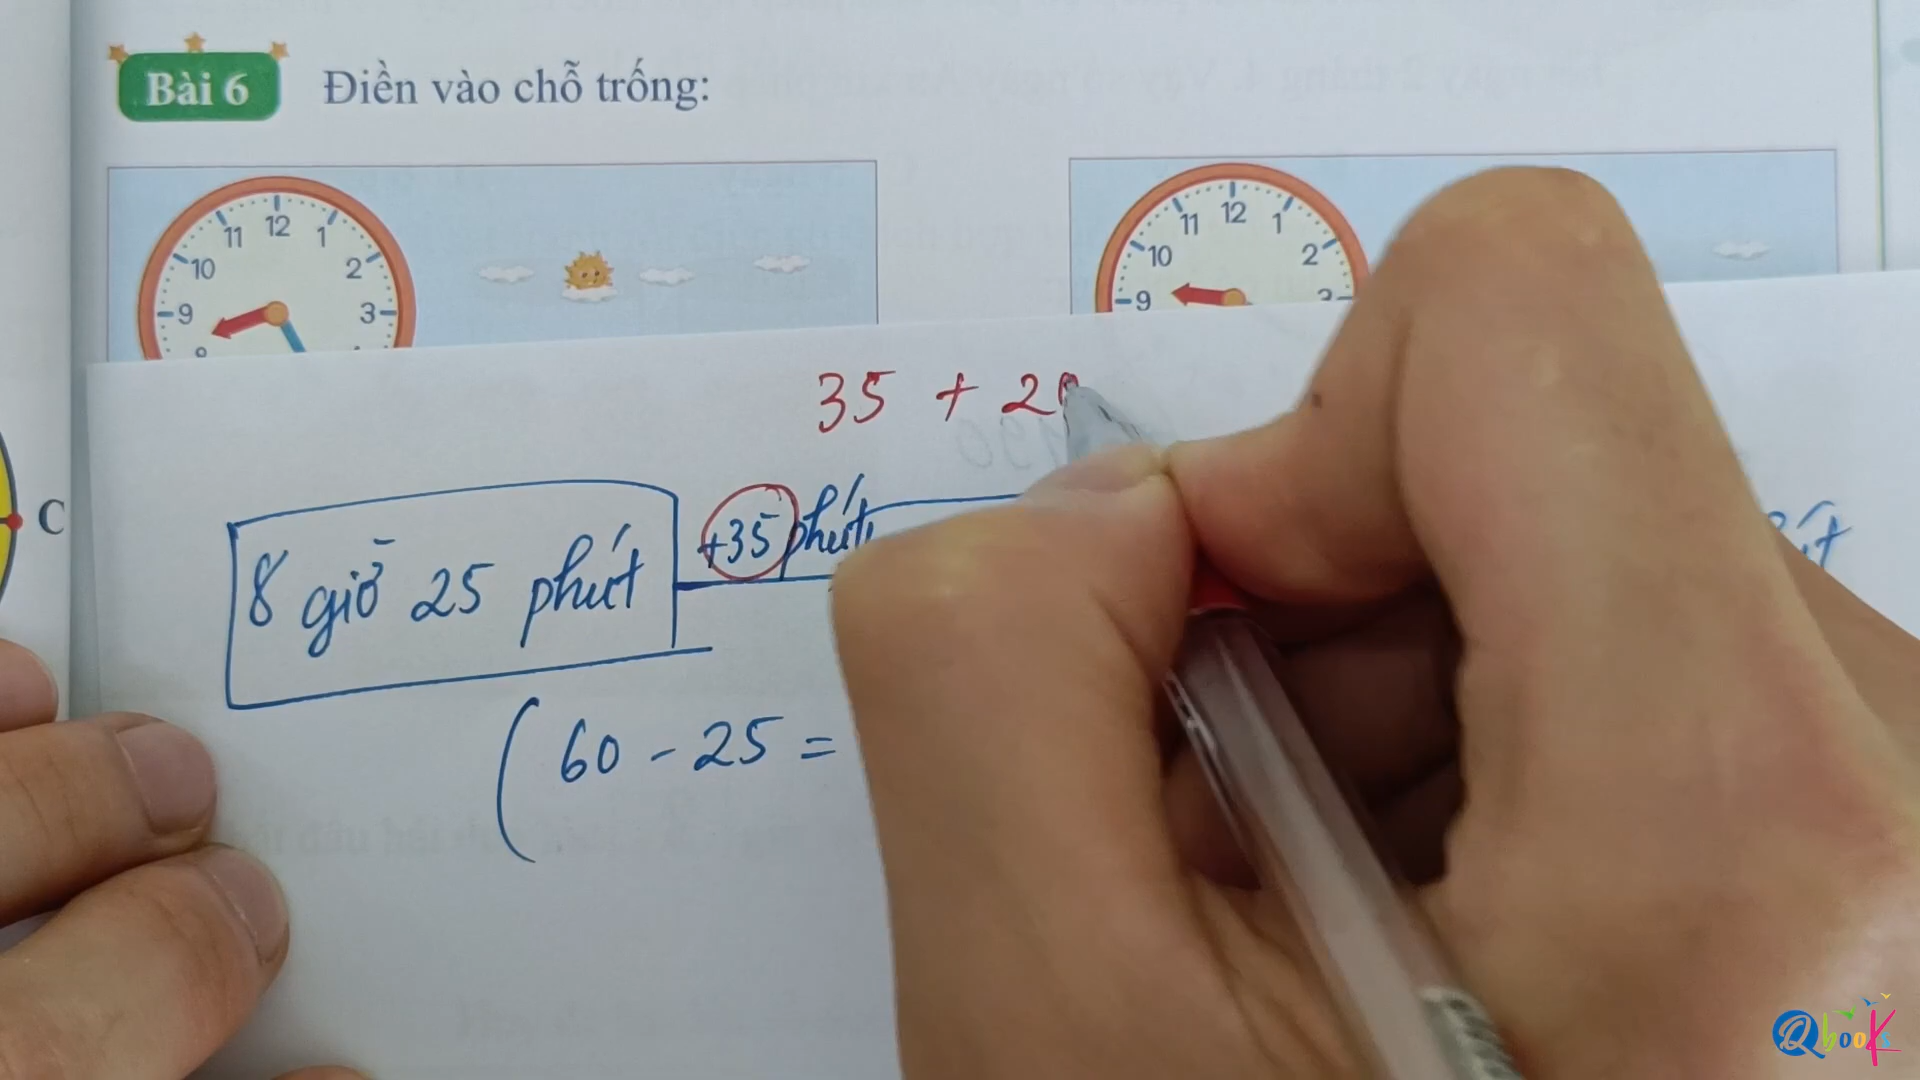 Bài 6 Điền vào chỗ trống:
12
11
1
10
2
9
3
12
11
1
10
2
9
C
35 + 20
+35 phút
8 giờ 25 phút
(60 - 25 =
Qbooks